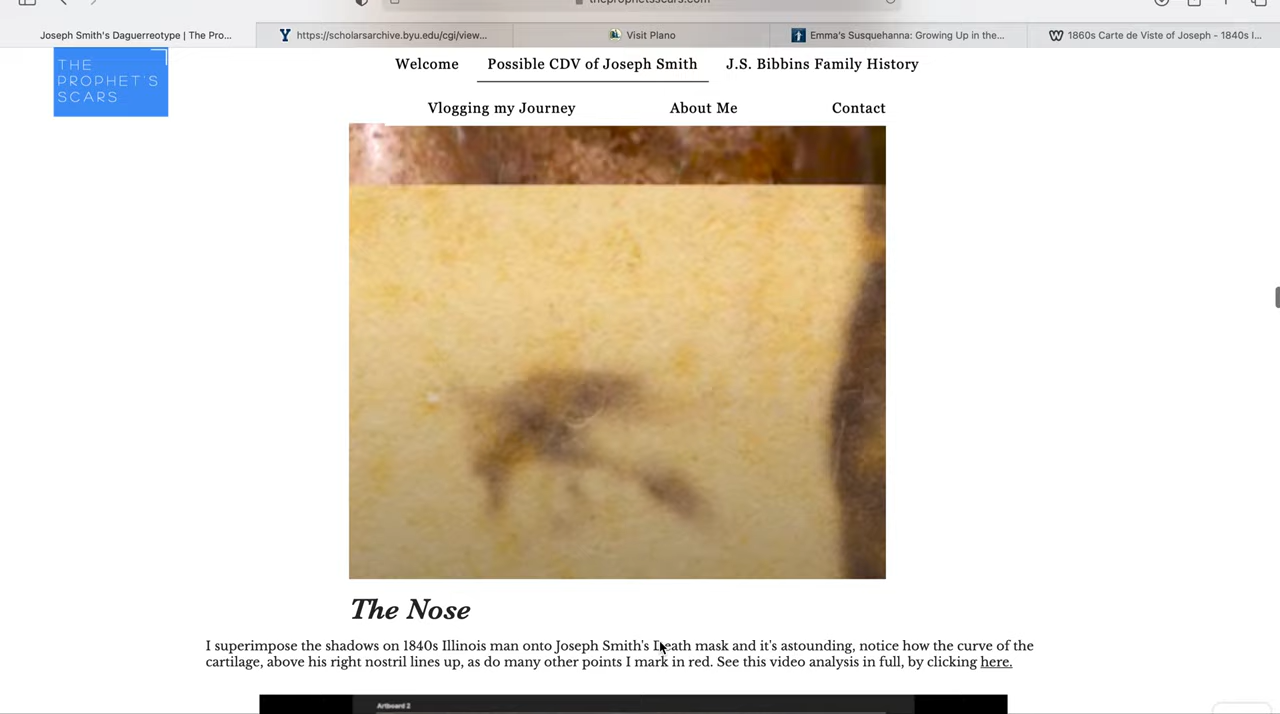 theprophetsscars.com
Joseph Smith's Daguerreotype | The Pro...
https://scholarsarchive.byu.edu/cgi/view...
Visit Plano
Emma's Susquehanna: Growing Up in the...
1860s Carte de Viste of Joseph - 1840s I...
THE
PROPHET'S
SCARS
Welcome
Possible CDV of Joseph Smith
J.S. Bibbins Family History
Vlogging my Journey
About Me
Contact
The Nose
I superimpose the shadows on 1840s Illinois man onto Joseph Smith's Death mask and it's astounding, notice how the curve of the
cartilage, above his right nostril lines up, as do many other points I mark in red. See this video analysis in full, by clicking here.
Artboard 2